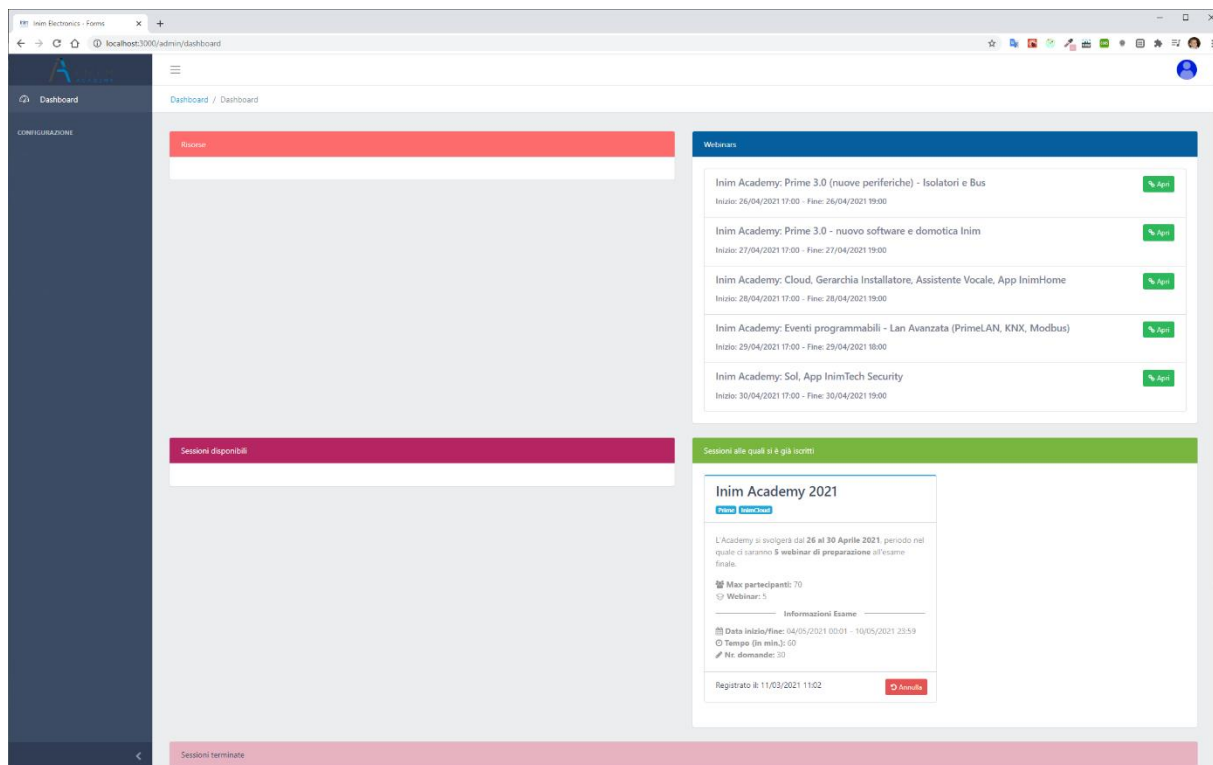 Inim Electronics - Forms
localhost:3000/admin/dashboard
Dashboard
Dashboard / Dashboard
CONFIGURAZIONE
Risorse
Webinars
Inim Academy: Prime 3.0 (nuove periferiche) - Isolatori e Bus
Apri
Inizio: 26/04/2021 17:00 - Fine: 26/04/2021 19:00
Inim Academy: Prime 3.0 - nuovo software e domotica Inim
Apri
Inizio: 27/04/2021 17:00 - Fine: 27/04/2021 19:00
Inim Academy: Cloud, Gerarchia Installatore, Assistente Vocale, App InimHome
Apri
Inizio: 28/04/2021 17:00 - Fine: 28/04/2021 19:00
Inim Academy: Eventi programmabili - Lan Avanzata (PrimeLAN, KNX, Modbus)
Apri
Inizio: 29/04/2021 17:00 - Fine: 29/04/2021 18:00
Inim Academy: Sol, App InimTech Security
Apri
Inizio: 30/04/2021 17:00 - Fine: 30/04/2021 19:00
Sessioni disponibili
Sessioni alle quali si è già iscritti
Inim Academy 2021
Prime InimCloud
L'Academy si svolgerà dal 26 al 30 Aprile 2021, periodo nel
quale ci saranno 5 webinar di preparazione all'esame
finale.
Max partecipanti: 70
Webinar: 5
Informazioni Esame
Data inizio/fine: 04/05/2021 00:01 - 10/05/2021 23:59
Tempo (in min.): 60
Nr. domande: 30
Registrato il: 11/03/2021 11:02
Annulla
Sessioni terminate